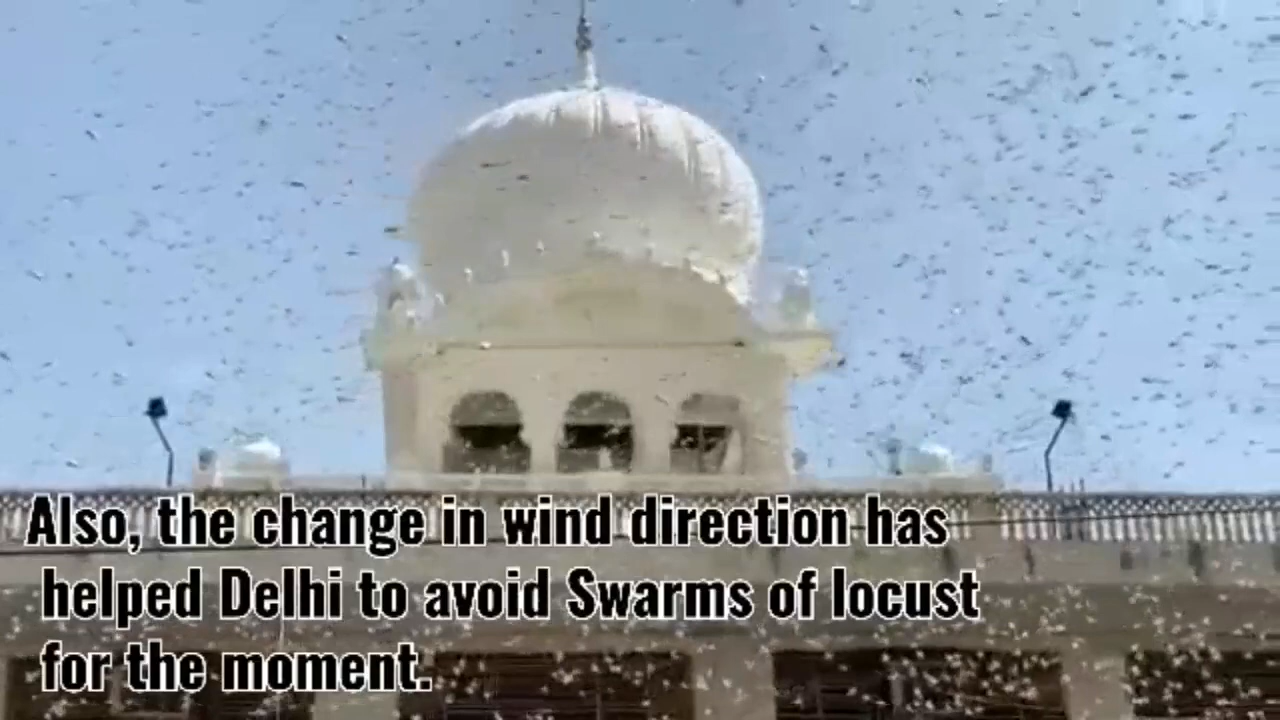 Also, the change in wind direction has
helped Delhi to avoid Swarms of locust
for the moment.